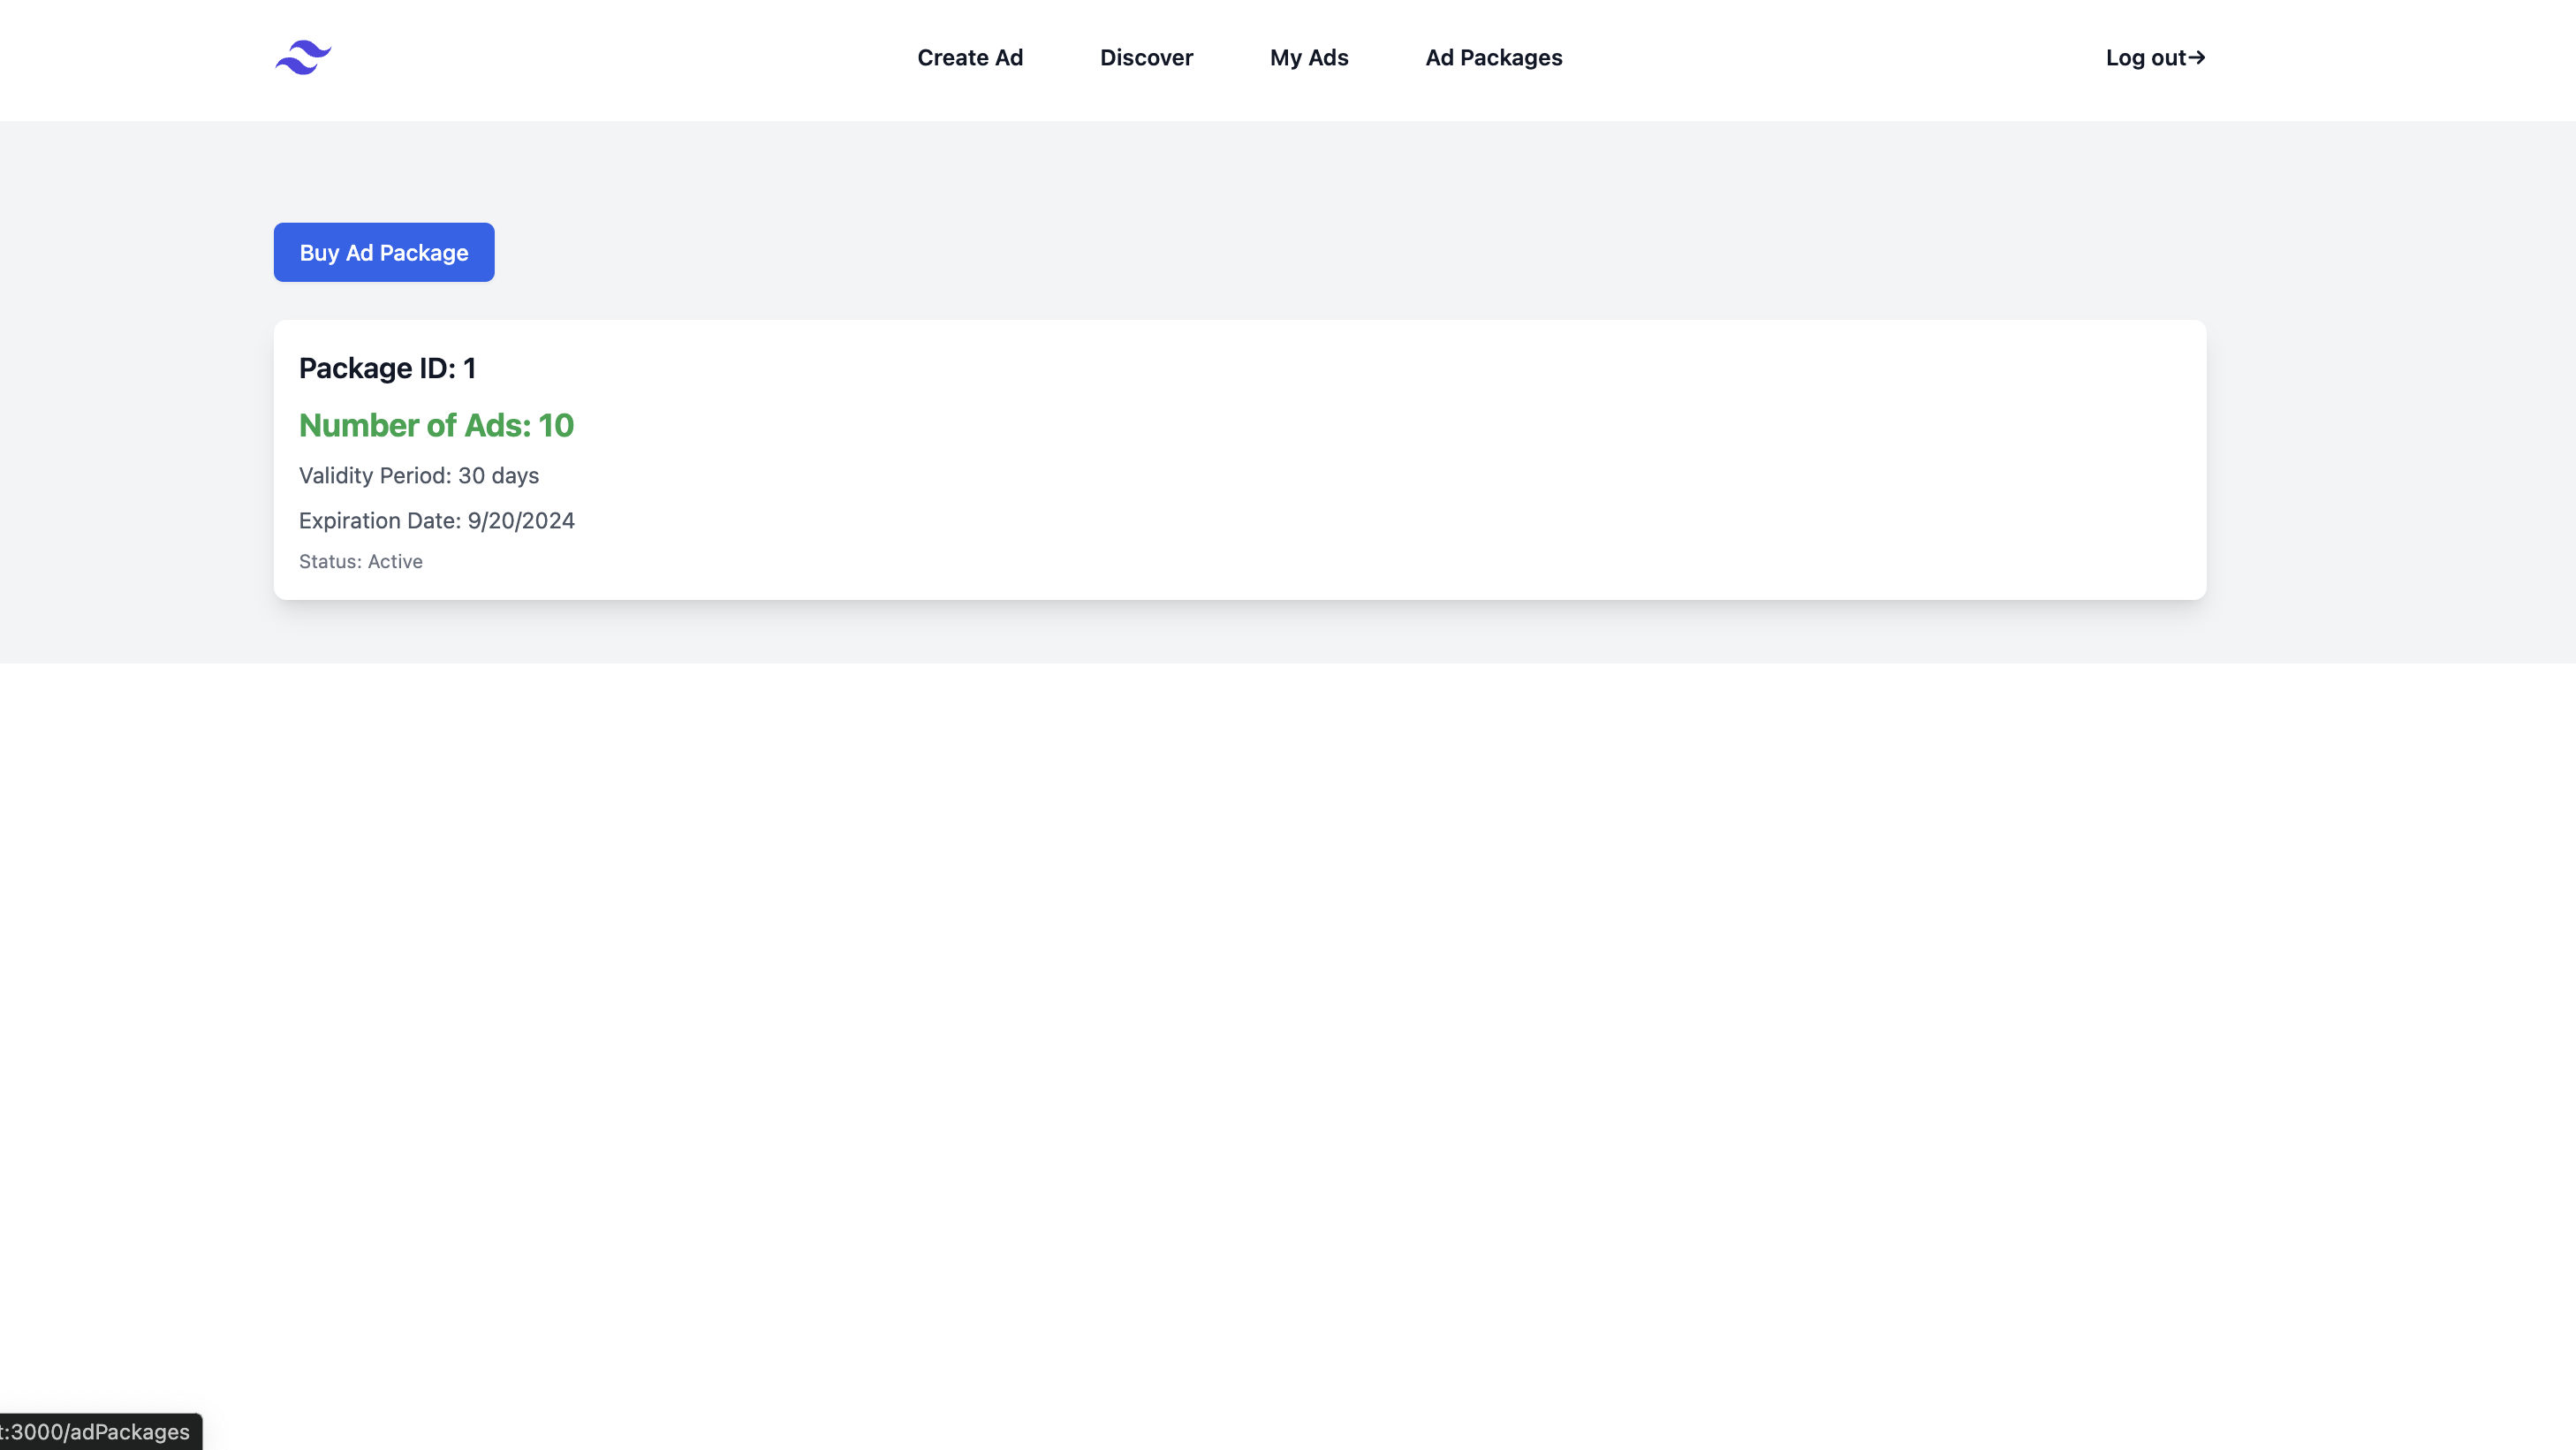 Create Ad Discover My Ads Ad Packages Log out→
Buy Ad Package
Package ID: 1
Number of Ads: 10
Validity Period: 30 days
Expiration Date: 9/20/2024
Status: Active
t:3000/adPackages